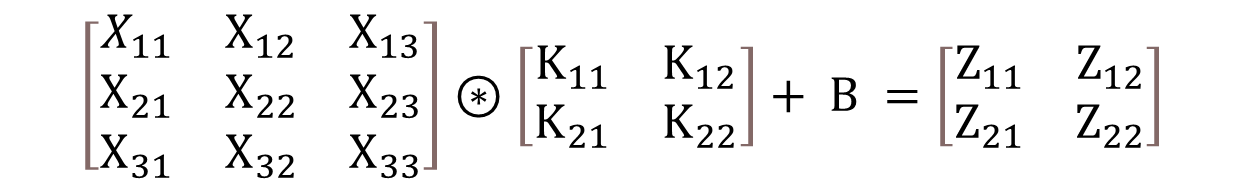 [X₁₁ X₁₂ X₁₃
X₂₁ X₂₂ X₂₃
X₃₁ X₃₂ X₃₃] ⊛ [K₁₁ K₁₂
K₂₁ K₂₂] + B = [Z₁₁ Z₁₂
Z₂₁ Z₂₂]